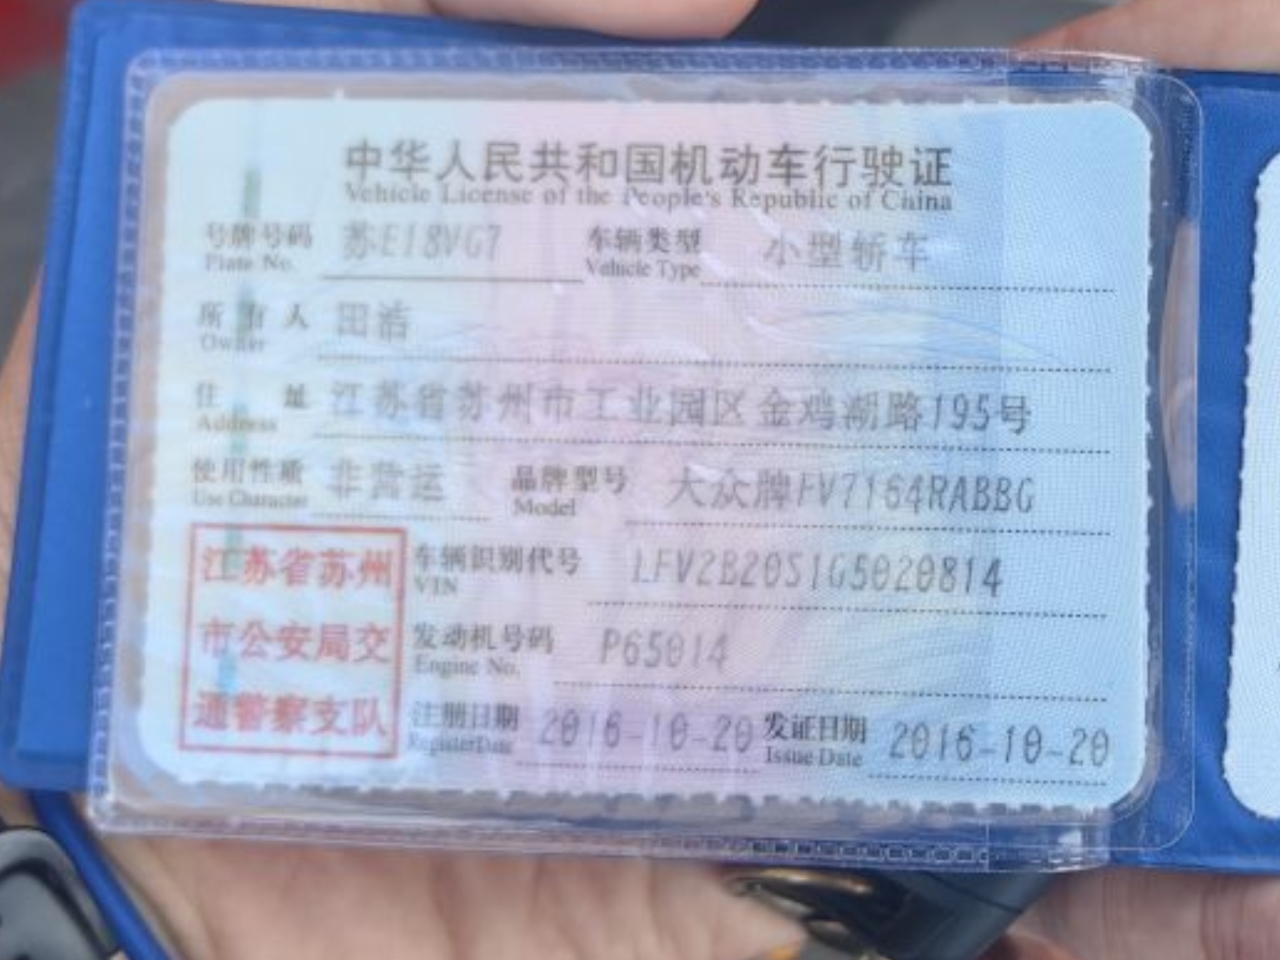 中华人民共和国机动车行驶证
Vehicle License of the People's Republic of China
号牌号码 苏E18VG7 车辆类型 小型轿车
Plate No. Vehicle Type
所有人 田浩
Owner
住址 江苏省苏州市工业园区金鸡湖路195号
Address
使用性质 非营运 品牌型号 大众牌FV7164RABBG
Use Character Model
江苏省苏州
市公安局交
通警察支队
车辆识别代号 LFV2B20S1G5020814
VIN
发动机号码 P65014
Engine No.
注册日期 2016-10-20 发证日期 2016-10-20
Register Date Issue Date